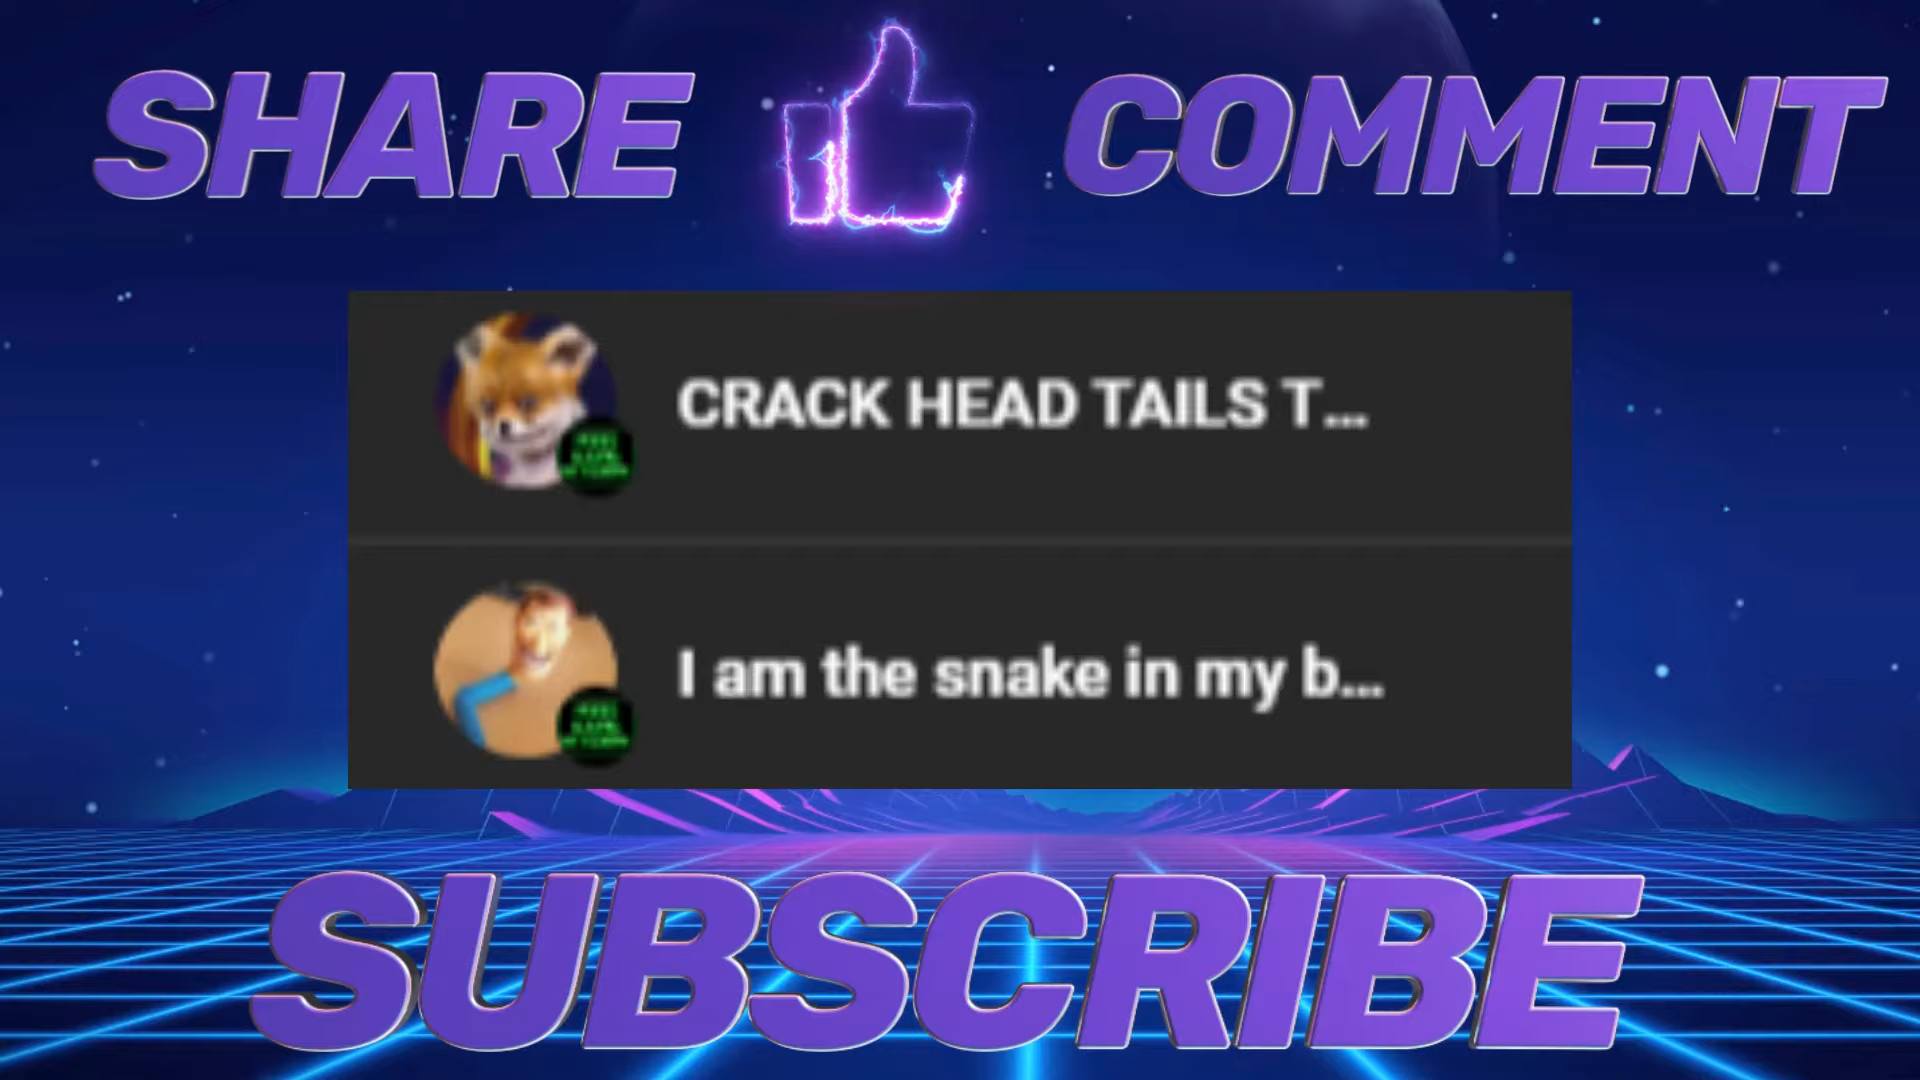 SHARE COMMENT
CRACK HEAD TAILS T...
I am the snake in my b...
SUBSCRIBE